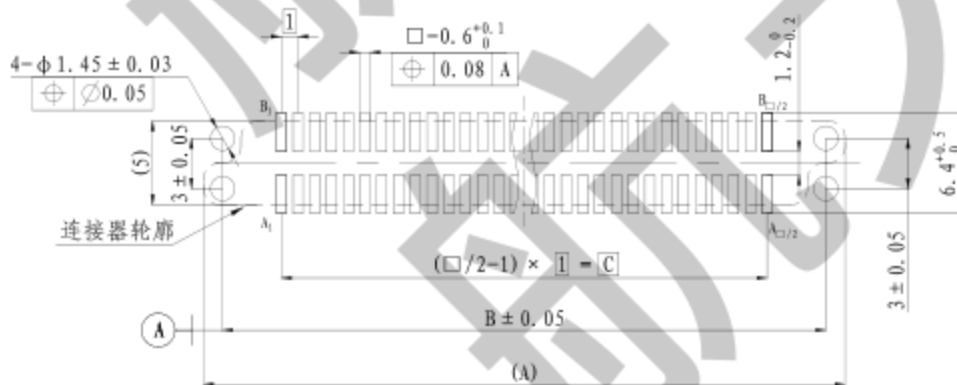 1
□-0.6 +0.1 0
⌖ 0.08 A
1.2 0 -0.2
4-φ1.45±0.03
⌖ ∅0.05
B1
B□/2
(5)
3±0.05
6.4 +0.5 0
连接器轮廓
A1
A□/2
3±0.05
(□/2-1) × 1 = C
A
B±0.05
(A)